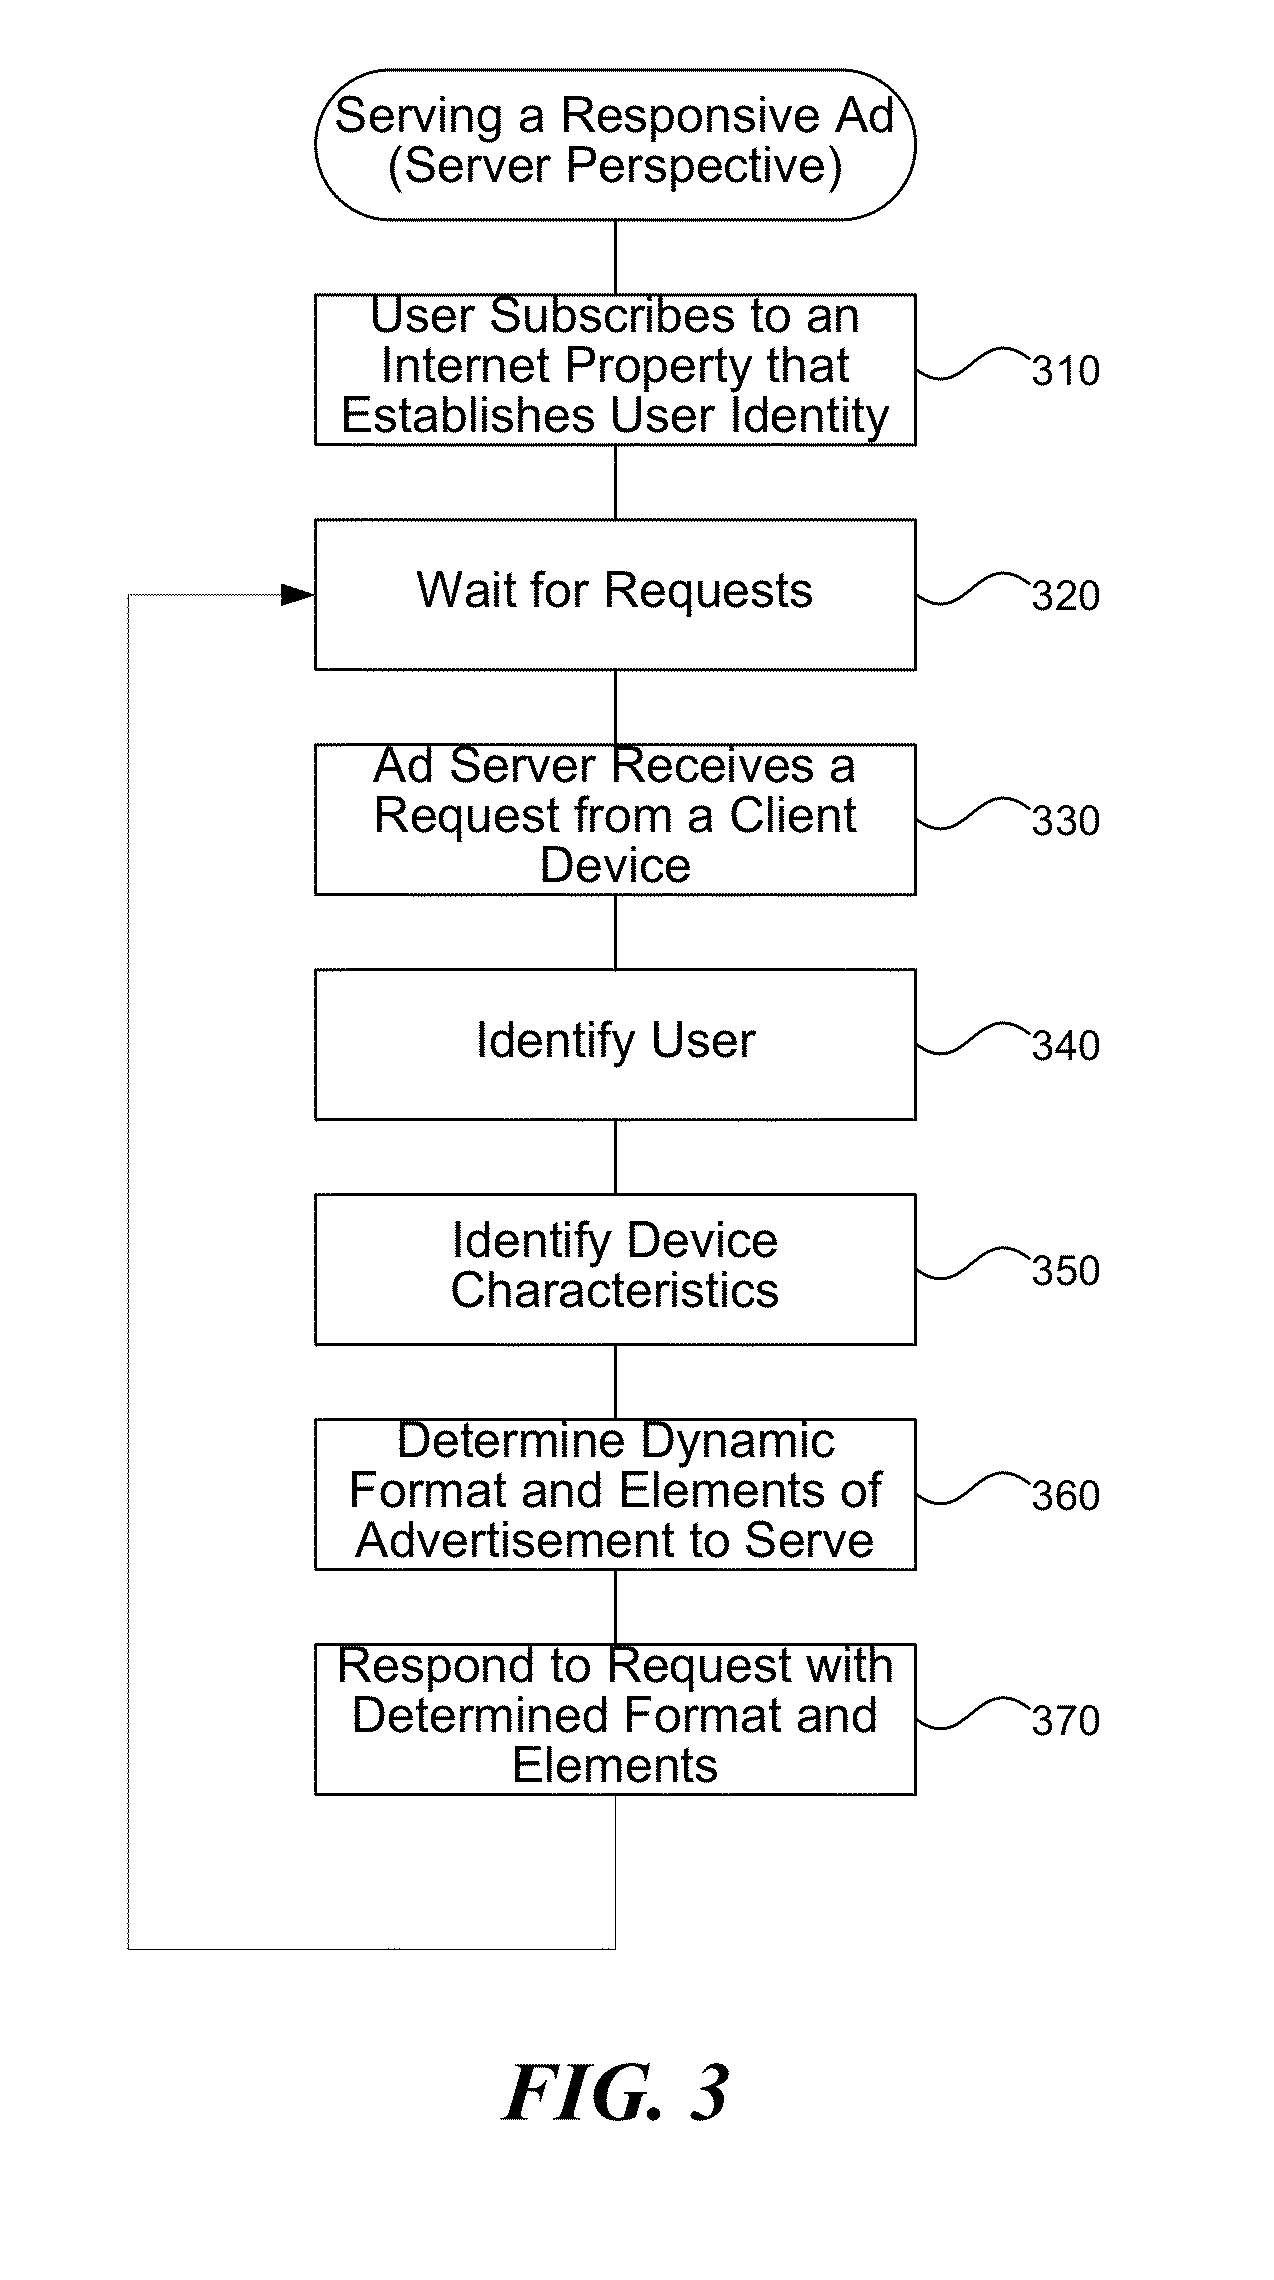 Serving a Responsive Ad
(Server Perspective)
User Subscribes to an
Internet Property that
Establishes User Identity
310
Wait for Requests
320
Ad Server Receives a
Request from a Client
Device
330
Identify User
340
Identify Device
Characteristics
350
Determine Dynamic
Format and Elements of
Advertisement to Serve
360
Respond to Request with
Determined Format and
Elements
370
FIG. 3